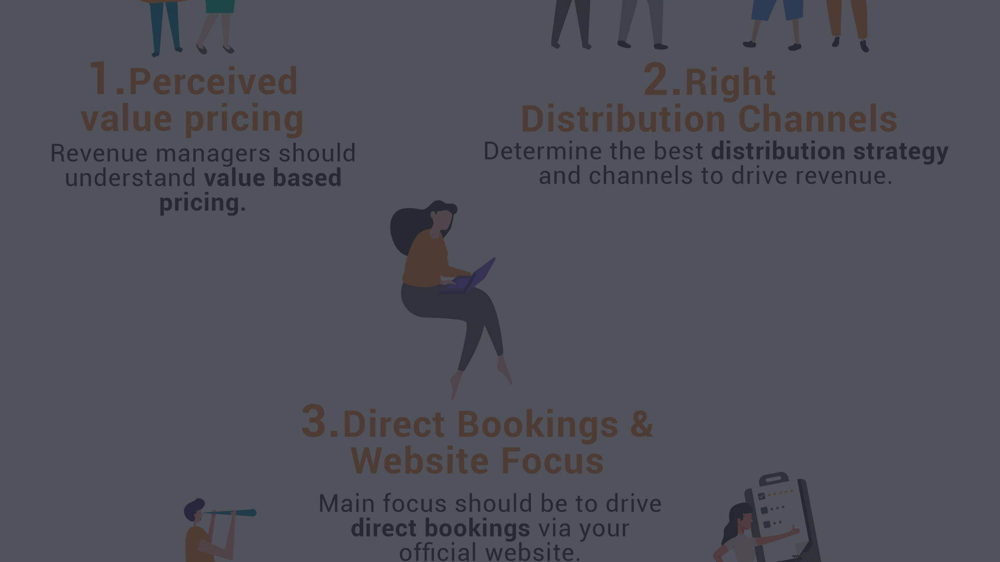 1.Perceived
value pricing
Revenue managers should
understand value based
pricing.
2.Right
Distribution Channels
Determine the best distribution strategy
and channels to drive revenue.
3.Direct Bookings &
Website Focus
Main focus should be to drive
direct bookings via your
official website.